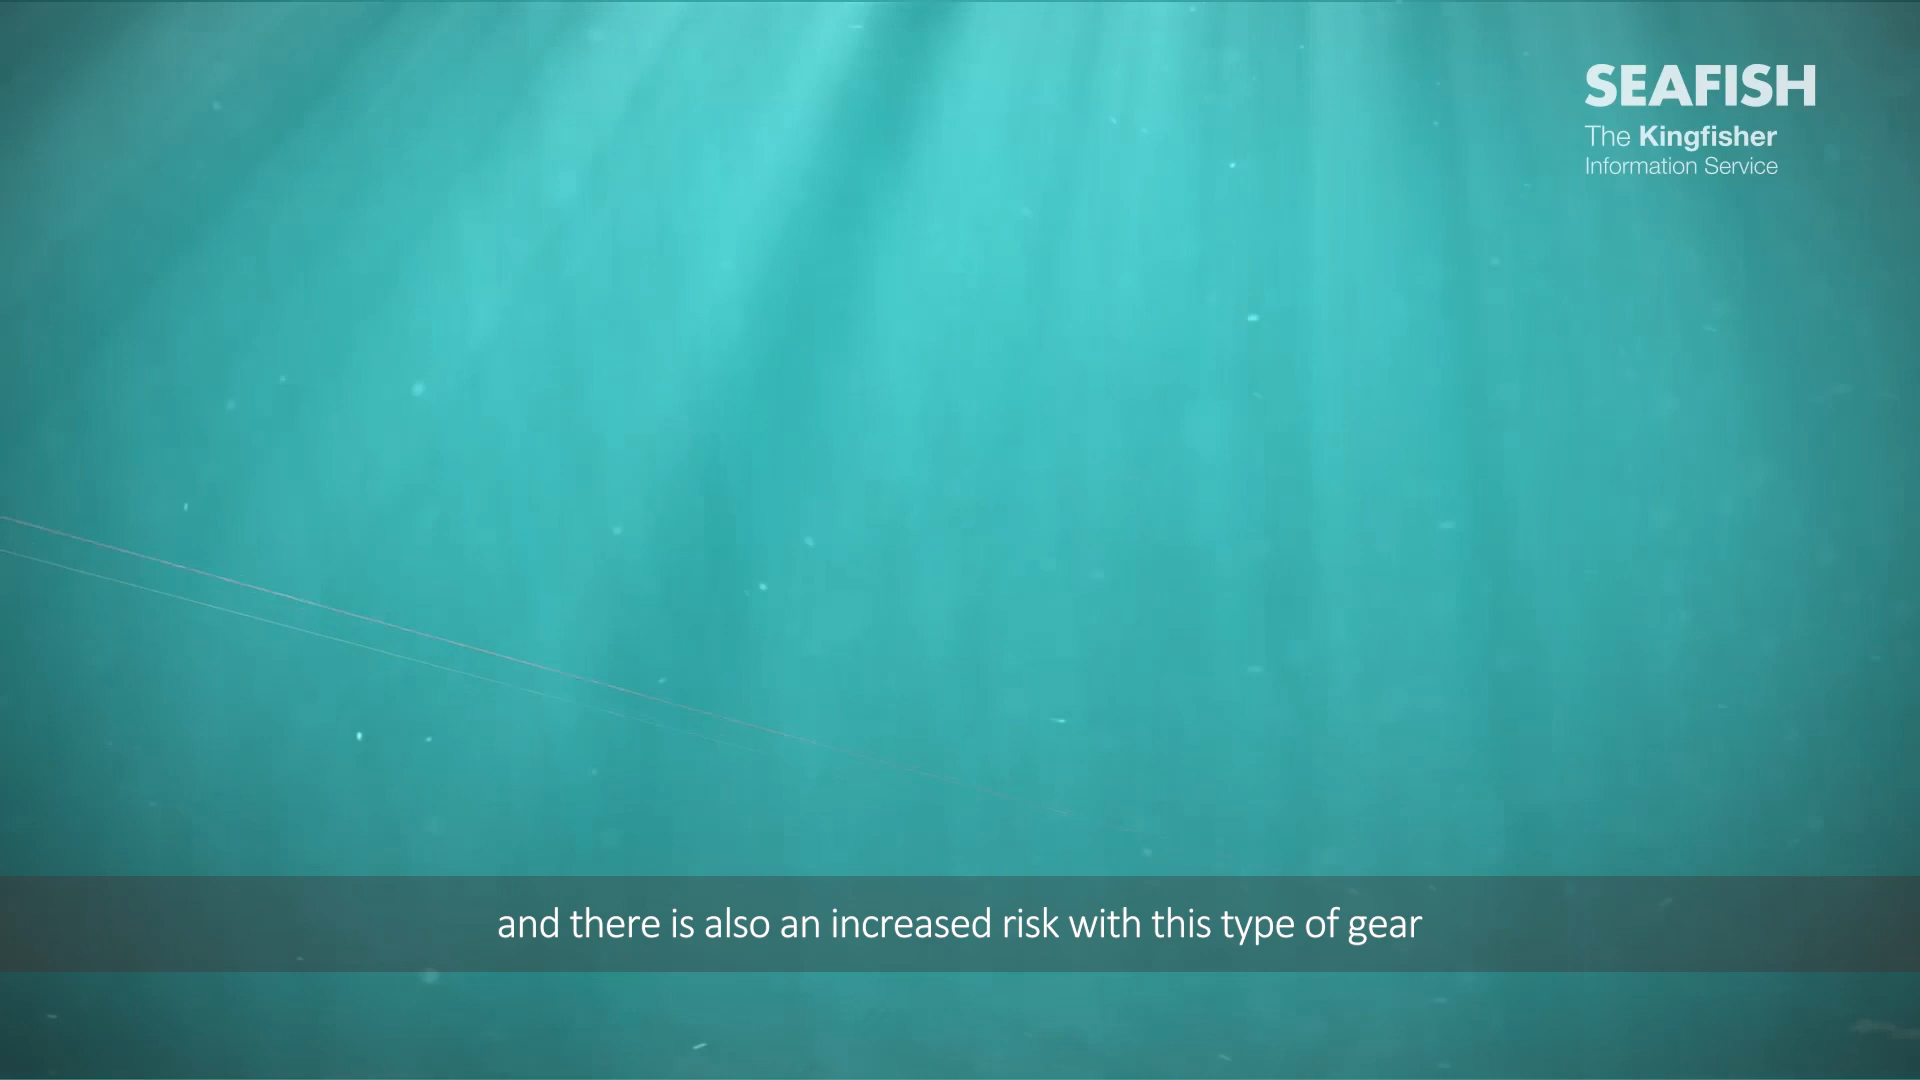 SEAFISH
The Kingfisher
Information Service
and there is also an increased risk with this type of gear